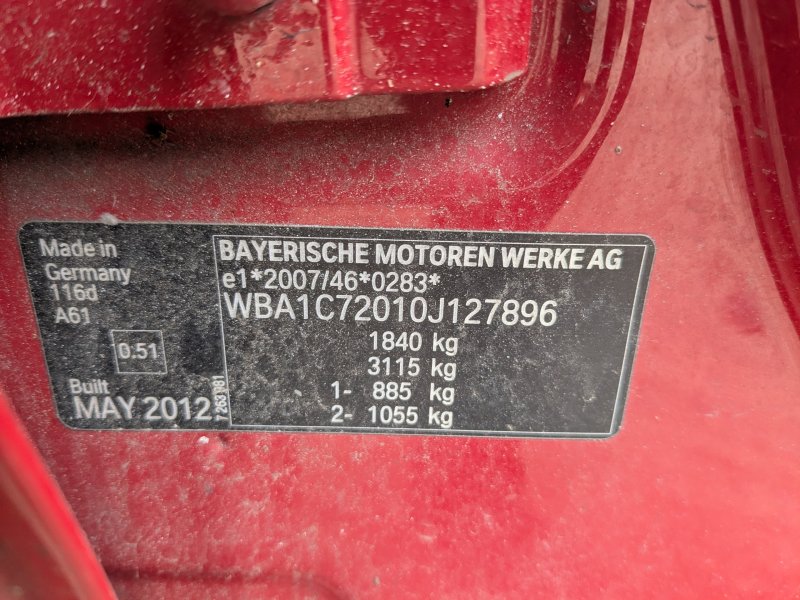 Made in
Germany
116d
A61
0.51
Built
MAY 2012
BAYERISCHE MOTOREN WERKE AG
e1*2007/46*0283*
WBA1C72010J127896
1840 kg
3115 kg
1- 885 kg
2- 1055 kg